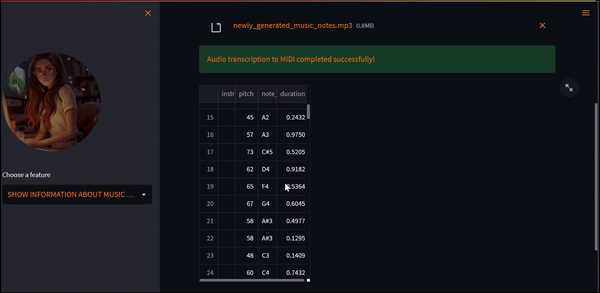 newly_generated_music_notes.mp3 0.8MB
Audio transcription to MIDI completed successfully!
instr pitch note_ duration
15 45 A2 0.2432
16 57 A3 0.9750
17 73 C#5 0.5205
18 62 D4 0.9182
19 65 F4 .5364
20 67 G4 0.6045
21 58 A#3 0.4977
22 58 A#3 0.1295
23 48 C3 0.1409
24 60 C4 0.7432
Choose a feature
SHOW INFORMATION ABOUT MUSIC ...